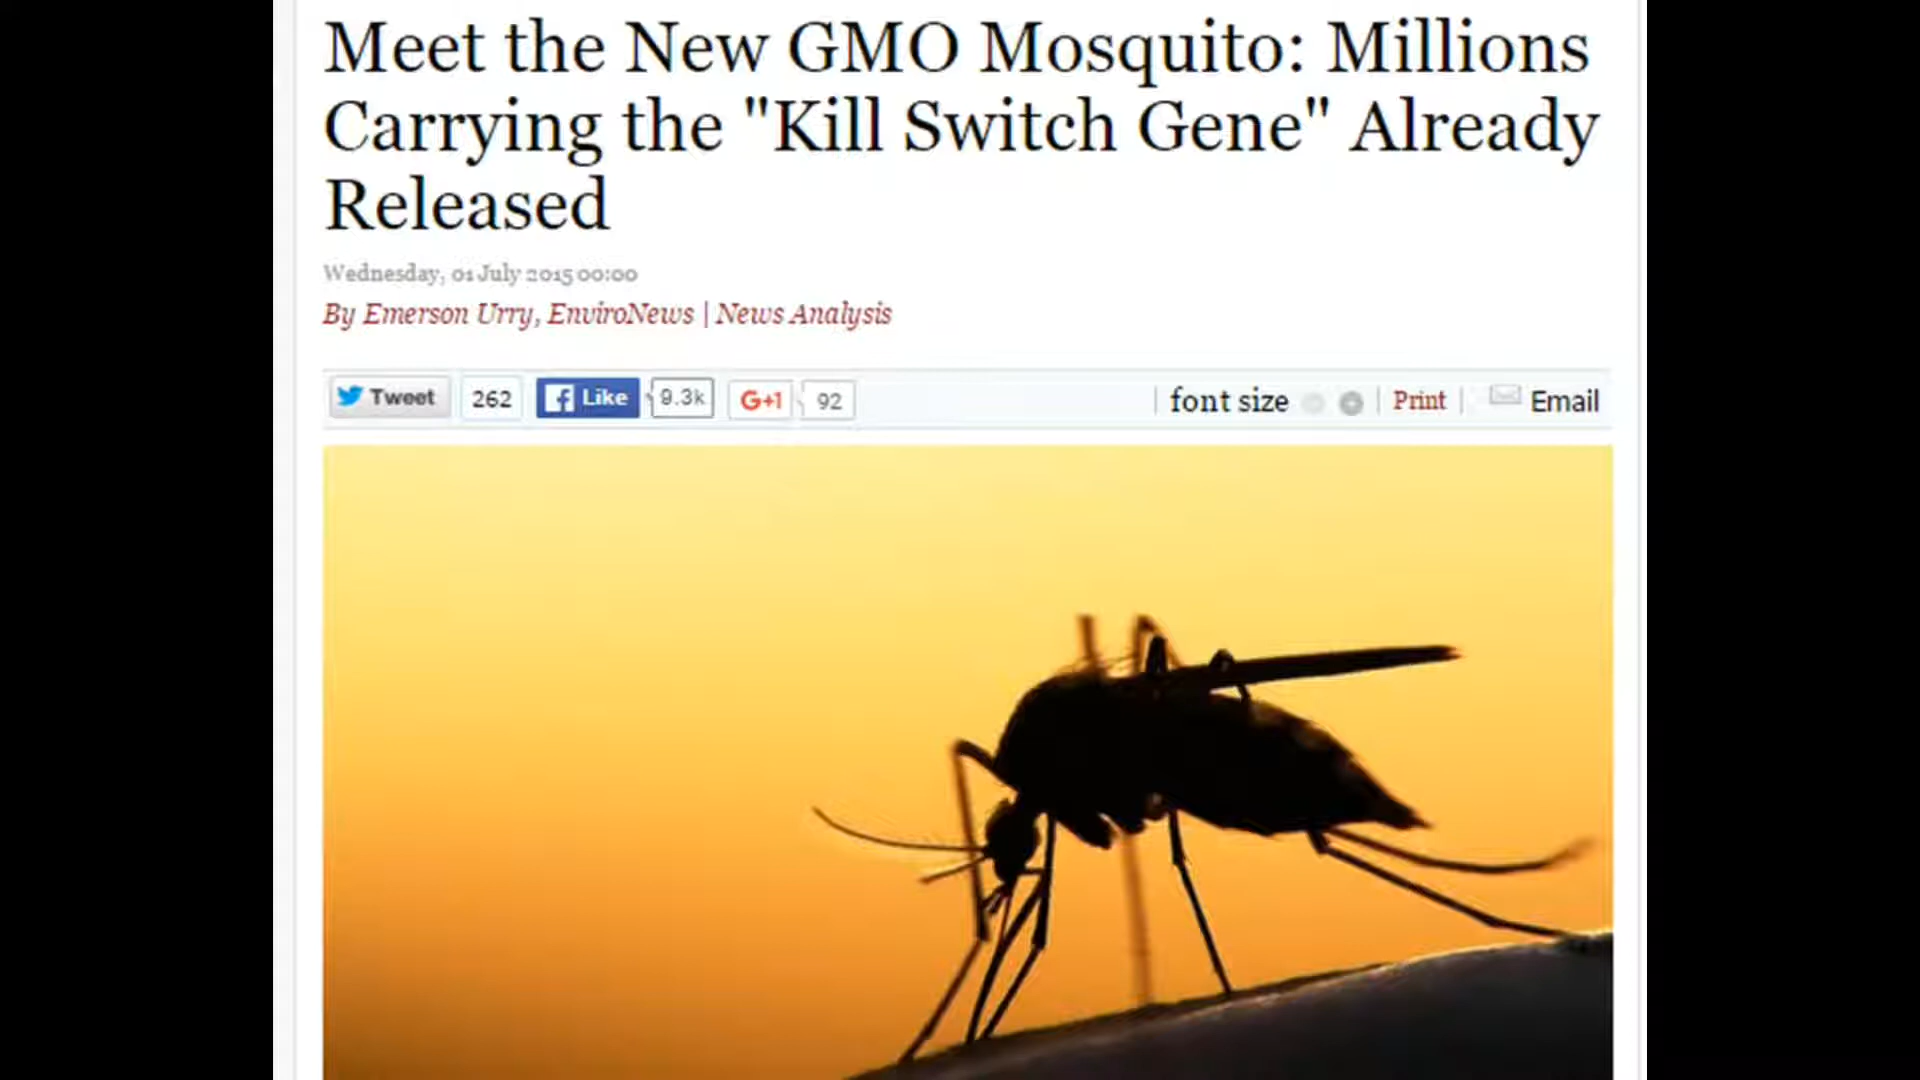 Meet the New GMO Mosquito: Millions
Carrying the "Kill Switch Gene" Already
Released
Wednesday, 01 July 2015 00:00
By Emerson Urry, EnviroNews | News Analysis
Tweet 262 Like 9.3k G+1 92 | font size | Print | Email